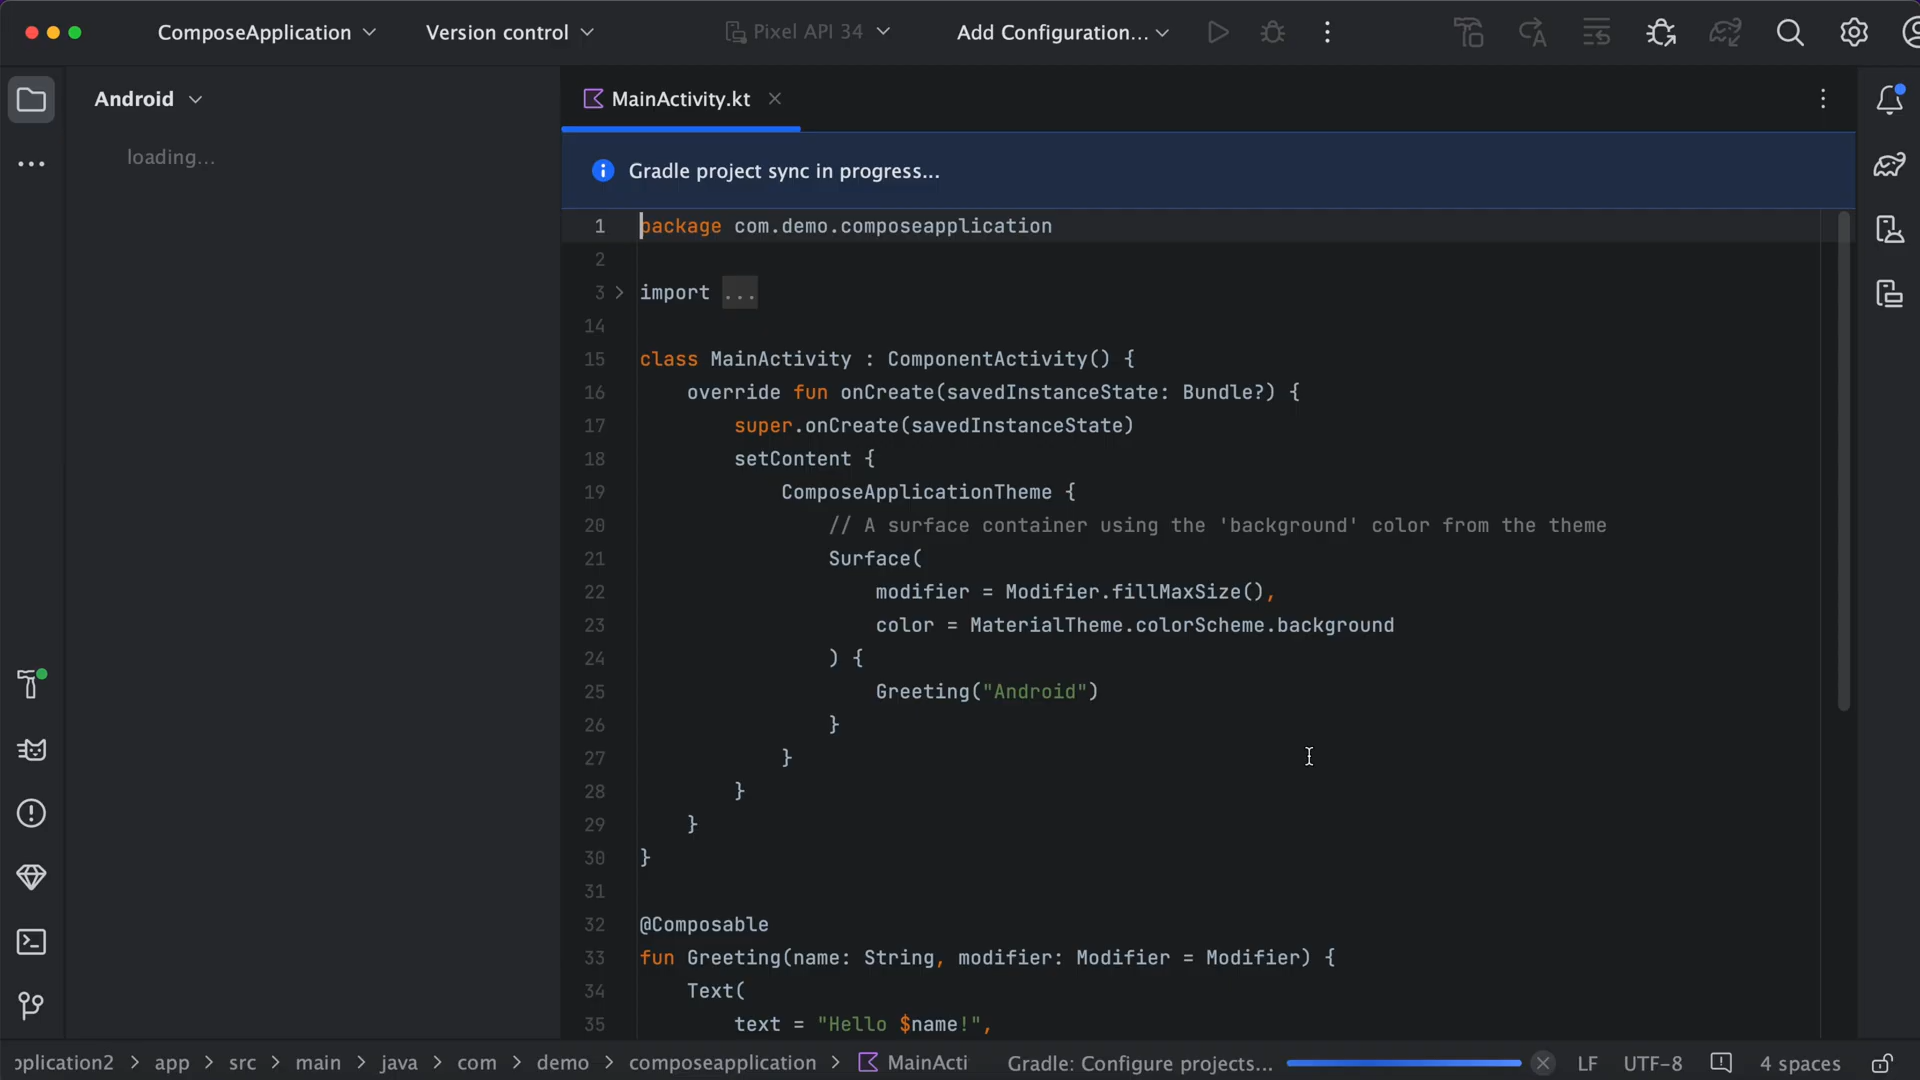 ComposeApplication Version control Pixel API 34 Add Configuration...
Android
MainActivity.kt
loading...
Gradle project sync in progress...
1 package com.demo.composeapplication
2
3 import ...
14
15 class MainActivity : ComponentActivity() {
16 override fun onCreate(savedInstanceState: Bundle?) {
17 super.onCreate(savedInstanceState)
18 setContent {
19 ComposeApplicationTheme {
20 // A surface container using the 'background' color from the theme
21 Surface(
22 modifier = Modifier.fillMaxSize(),
23 color = MaterialTheme.colorScheme.background
24 ) {
25 Greeting("Android")
26 }
27 }
28 }
29 }
30 }
31
32 @Composable
33 fun Greeting(name: String, modifier: Modifier = Modifier) {
34 Text(
35 text = "Hello $name!",
pplication2 > app > src > main > java > com > demo > composeapplication > MainActi Gradle: Configure projects... LF UTF-8 4 spaces